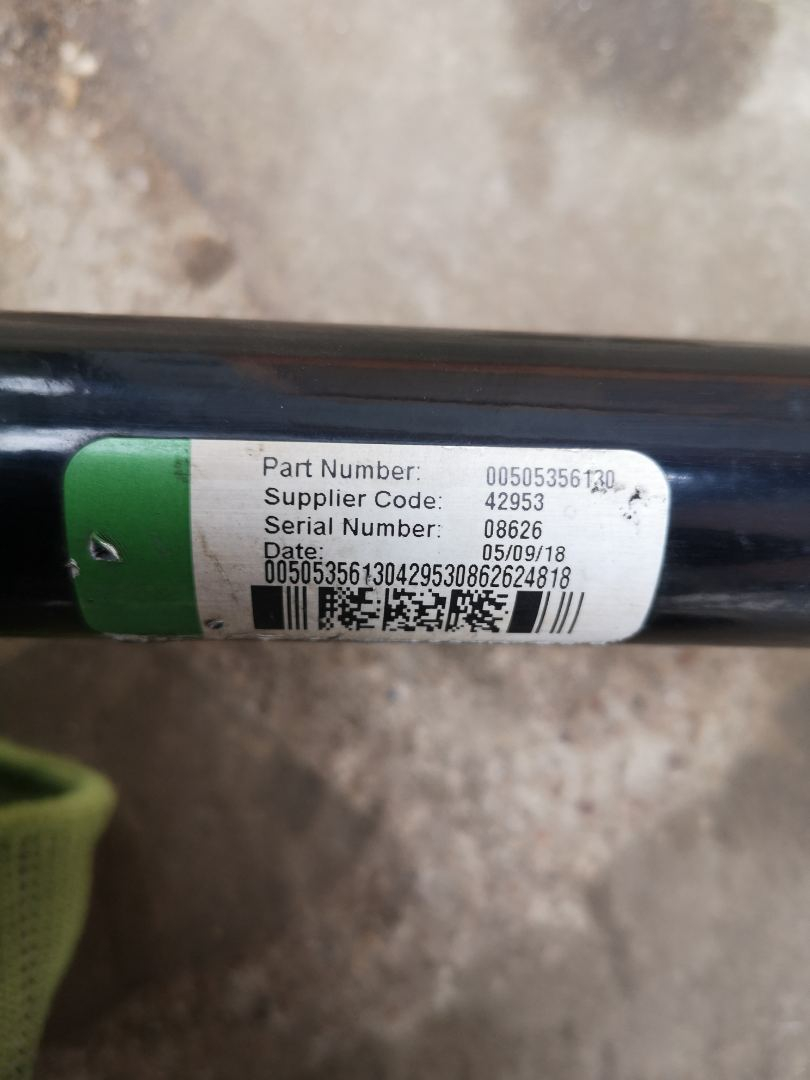 Part Number: 00505356130
Supplier Code: 42953
Serial Number: 08626
Date: 05/09/18
00505356130429530862624818